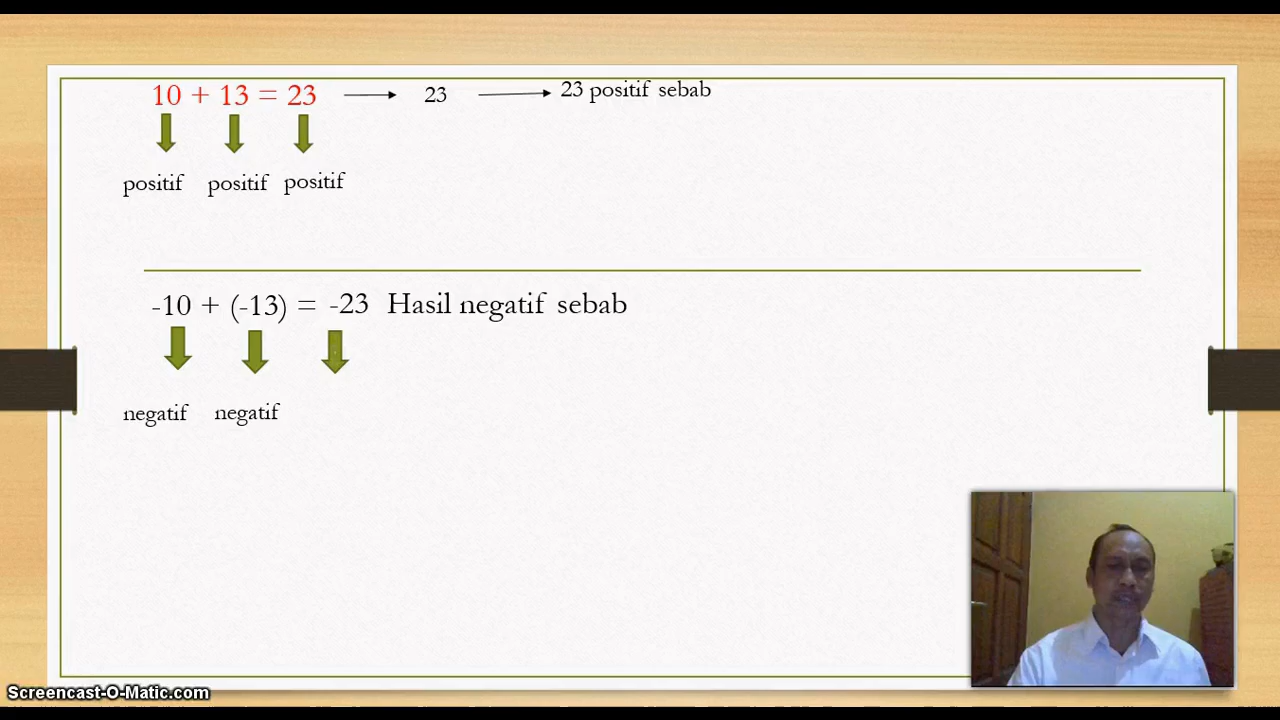 10 + 13 = 23 23 23 positif sebab
positif positif positif
-10 + (-13) = -23 Hasil negatif sebab
negatif negatif
Screencast-O-Matic.com